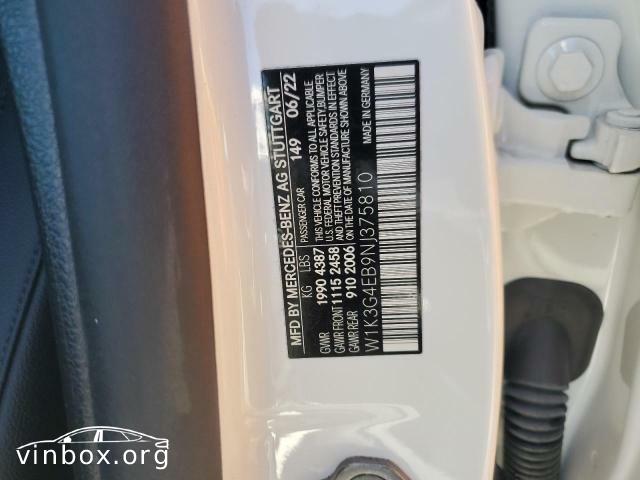 MFD BY MERCEDES-BENZ AG STUTTGART
PASSENGER CAR 149 06/22
KG LBS
GVWR 1990 4387
GAWR FRONT 1115 2458
GAWR REAR 910 2006
THIS VEHICLE CONFORMS TO ALL APPLICABLE
U.S. FEDERAL MOTOR VEHICLE SAFETY, BUMPER
AND THEFT PREVENTION STANDARDS IN EFFECT
ON THE DATE OF MANUFACTURE SHOWN ABOVE
W1K3G4EB9NJ375810
MADE IN GERMANY
vinbox.org